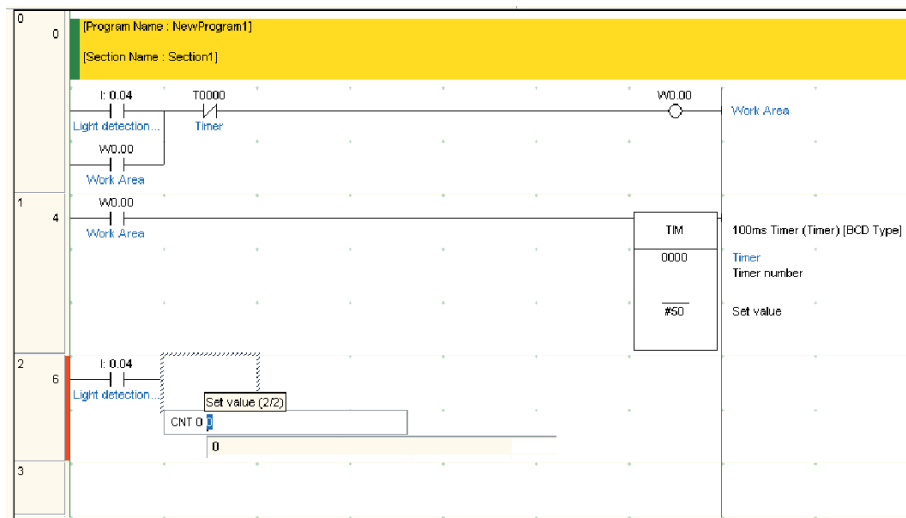 0
0
[Program Name : NewProgram1]
[Section Name : Section1]
I: 0.04
T0000
W0.00
Light detection...
Timer
Work Area
W0.00
Work Area
1
4
W0.00
Work Area
TIM
100ms Timer (Timer) [BCD Type]
0000
Timer
Timer number
#50
Set value
2
6
I: 0.04
Light detection...
Set value (2/2)
CNT 0 0
0
3